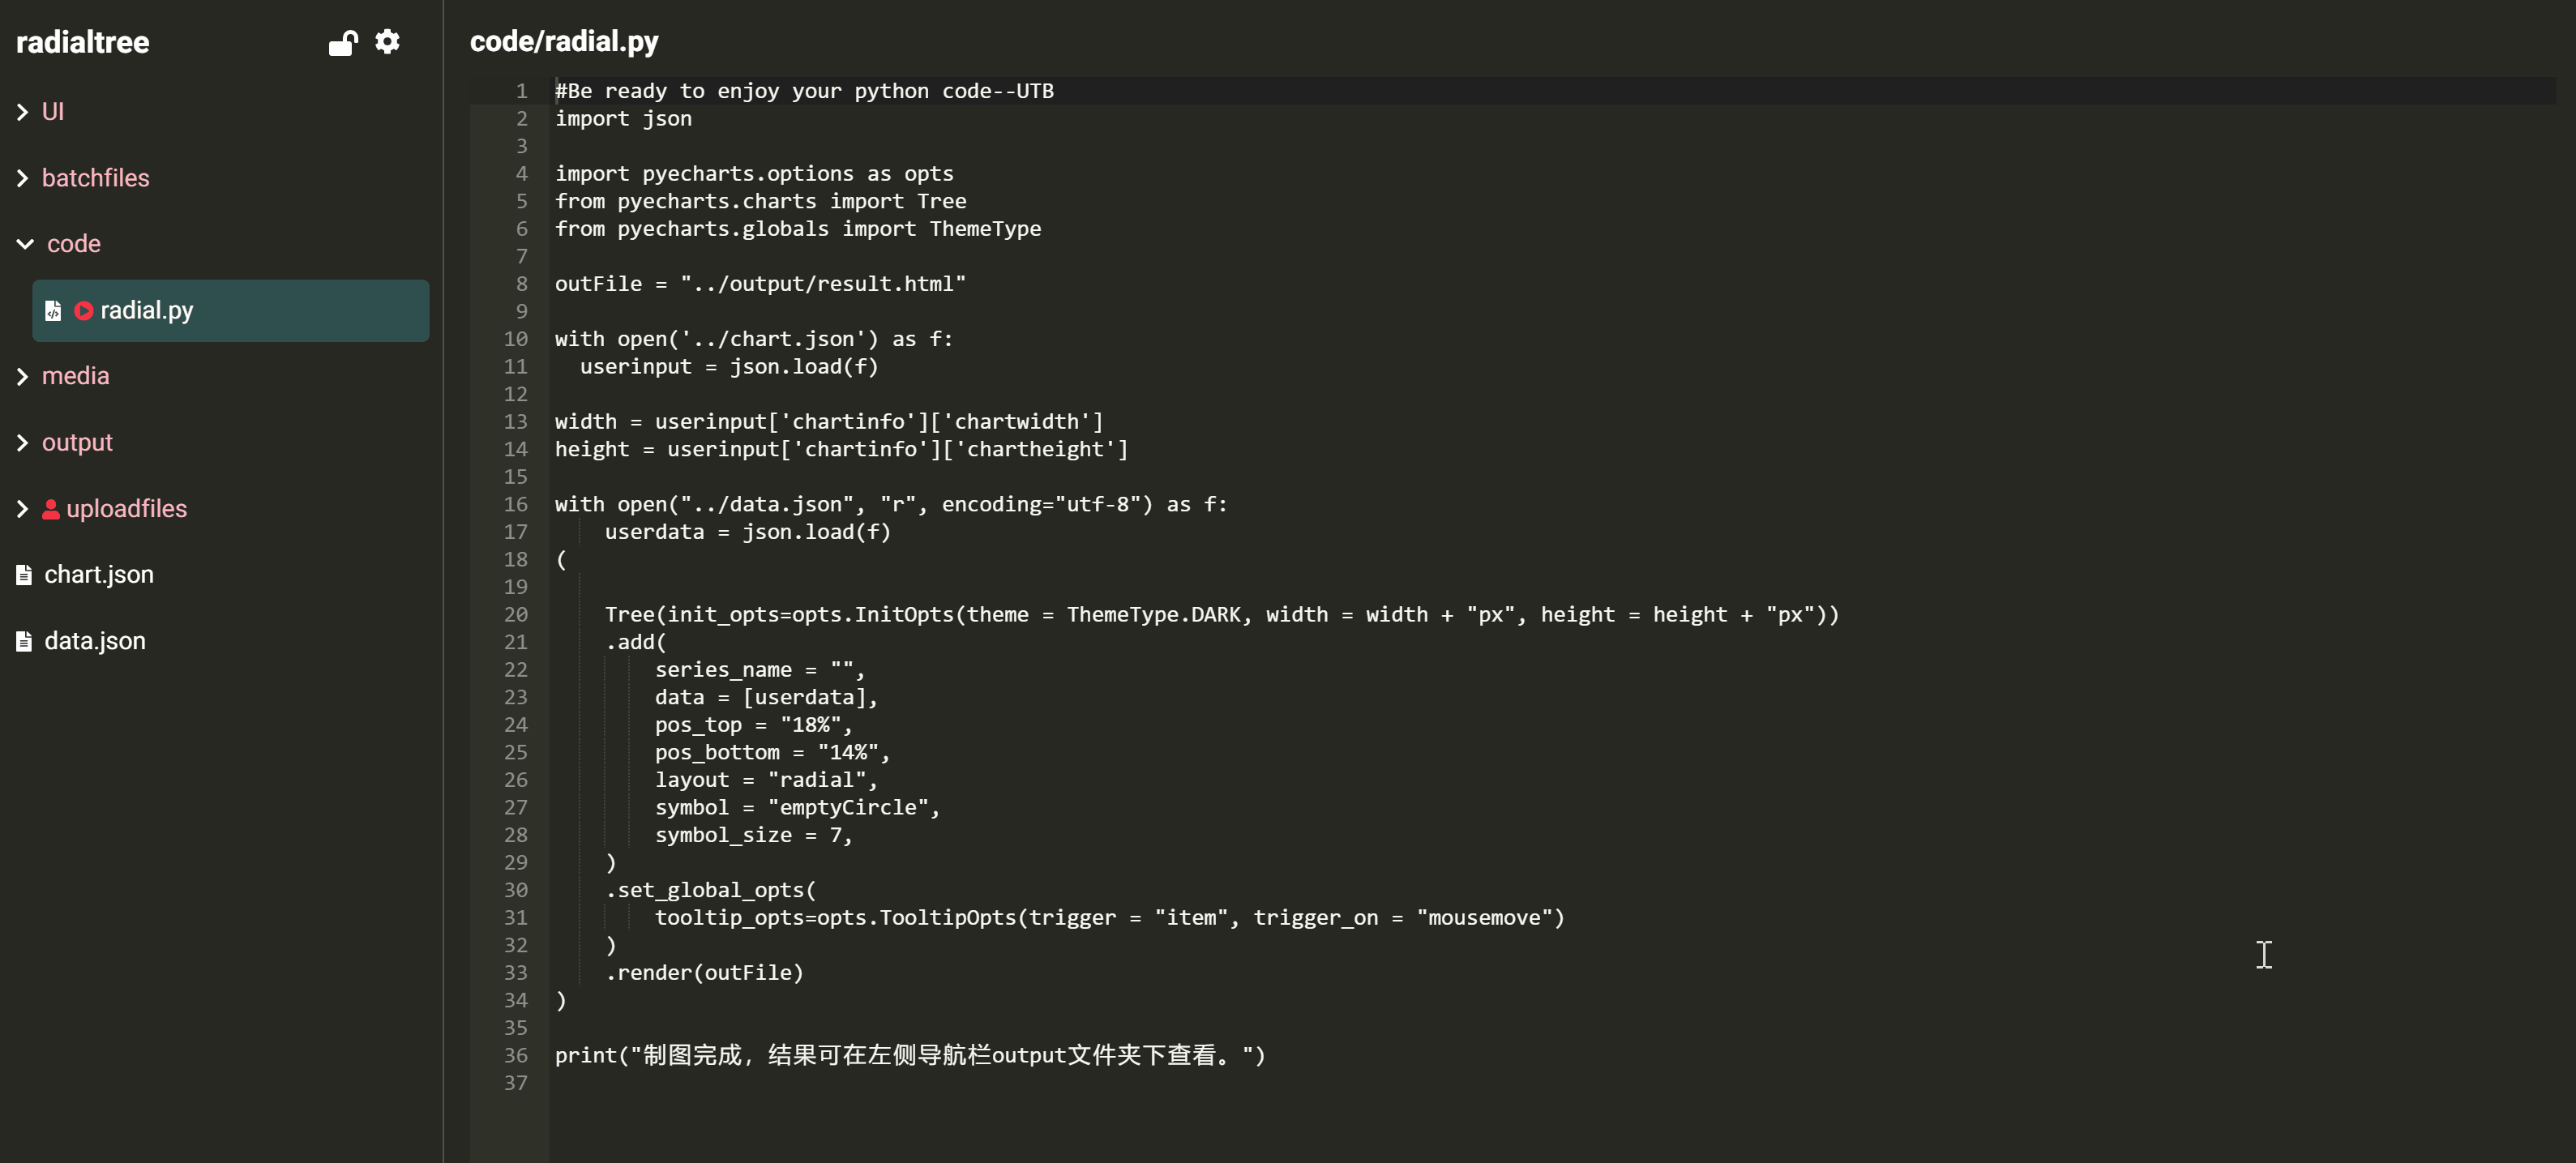 radialtree
UI
batchfiles
code
radial.py
media
output
uploadfiles
chart.json
data.json
code/radial.py
1 #Be ready to enjoy your python code--UTB
2 import json
3
4 import pyecharts.options as opts
5 from pyecharts.charts import Tree
6 from pyecharts.globals import ThemeType
7
8 outFile = "../output/result.html"
9
10 with open('../chart.json') as f:
11   userinput = json.load(f)
12
13 width = userinput['chartinfo']['chartwidth']
14 height = userinput['chartinfo']['chartheight']
15
16 with open("../data.json", "r", encoding="utf-8") as f:
17     userdata = json.load(f)
18 (
19
20     Tree(init_opts=opts.InitOpts(theme = ThemeType.DARK, width = width + "px", height = height + "px"))
21     .add(
22         series_name = "",
23         data = [userdata],
24         pos_top = "18%",
25         pos_bottom = "14%",
26         layout = "radial",
27         symbol = "emptyCircle",
28         symbol_size = 7,
29     )
30     .set_global_opts(
31         tooltip_opts=opts.TooltipOpts(trigger = "item", trigger_on = "mousemove")
32     )
33     .render(outFile)
34 )
35
36 print("制图完成，结果可在左侧导航栏output文件夹下查看。")
37